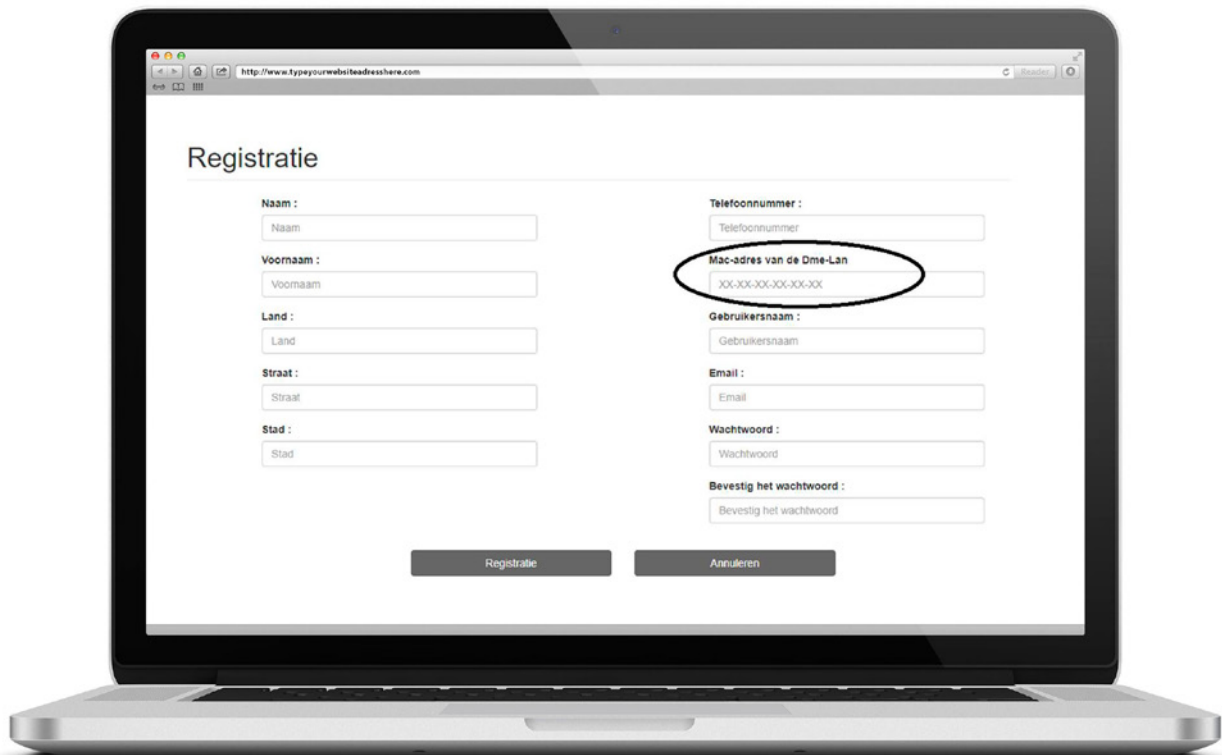 http://www.typeyourwebsiteadresshere.com
Reader
Registratie
Naam :
Naam
Voornaam :
Voornaam
Land :
Land
Straat :
Straat
Stad :
Stad
Telefoonnummer :
Telefoonnummer
Mac-adres van de Dme-Lan
XX-XX-XX-XX-XX-XX
Gebruikersnaam :
Gebruikersnaam
Email :
Email
Wachtwoord :
Wachtwoord
Bevestig het wachtwoord :
Bevestig het wachtwoord
Registratie
Annuleren